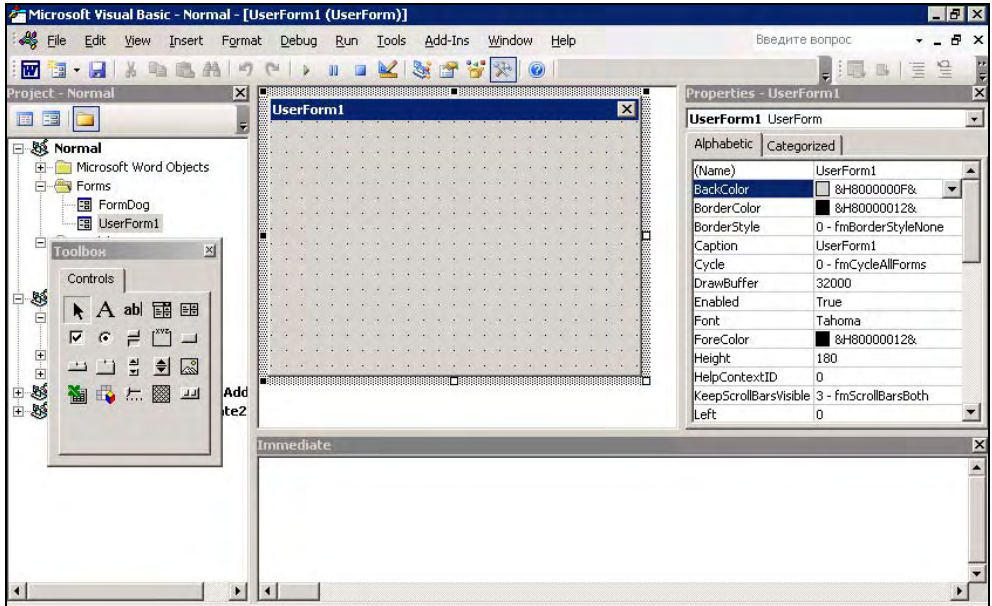 Microsoft Visual Basic - Normal - [UserForm1 (UserForm)]
File Edit View Insert Format Debug Run Tools Add-Ins Window Help
Введите вопрос
Project - Normal
Normal
Microsoft Word Objects
Forms
FormDog
UserForm1
Toolbox
Controls
A abl
XYZ
Add
te2
UserForm1
Properties - UserForm1
UserForm1 UserForm
Alphabetic Categorized
(Name) UserForm1
BackColor &H8000000F&
BorderColor &H80000012&
BorderStyle 0 - fmBorderStyleNone
Caption UserForm1
Cycle 0 - fmCycleAllForms
DrawBuffer 32000
Enabled True
Font Tahoma
ForeColor &H80000012&
Height 180
HelpContextID 0
KeepScrollBarsVisible 3 - fmScrollBarsBoth
Left 0
Immediate